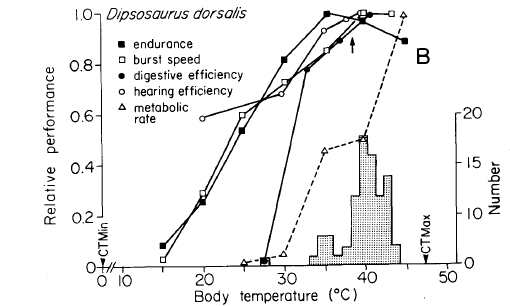 Dipsosaurus dorsalis
endurance
burst speed
digestive efficiency
hearing efficiency
metabolic
rate
B
Relative performance
1.0
0.8
0.6
0.4
0.2
0
CTMin
20
15
10
5
0
Number
CTMax
0 10 20 30 40 50
Body temperature (°C)